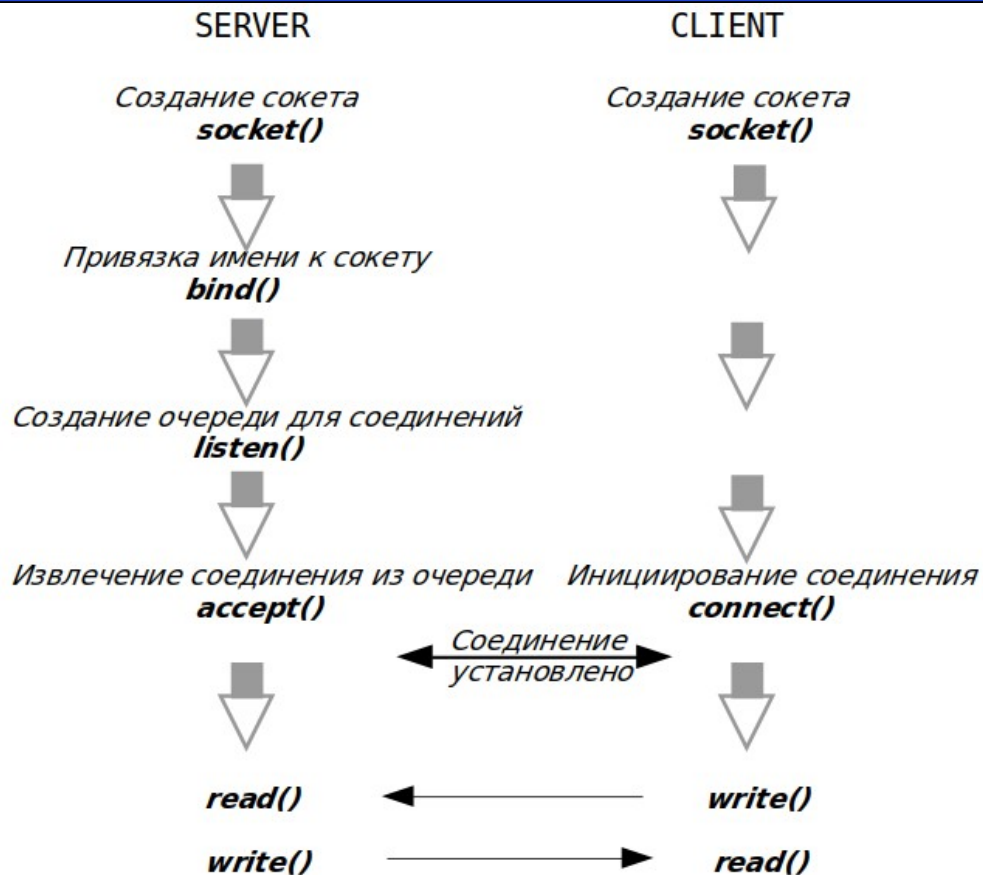 SERVER
CLIENT
Создание сокета
socket()
Создание сокета
socket()
Привязка имени к сокету
bind()
Создание очереди для соединений
listen()
Извлечение соединения из очереди
accept()
Инициирование соединения
connect()
Соединение
установлено
read()
write()
write()
read()